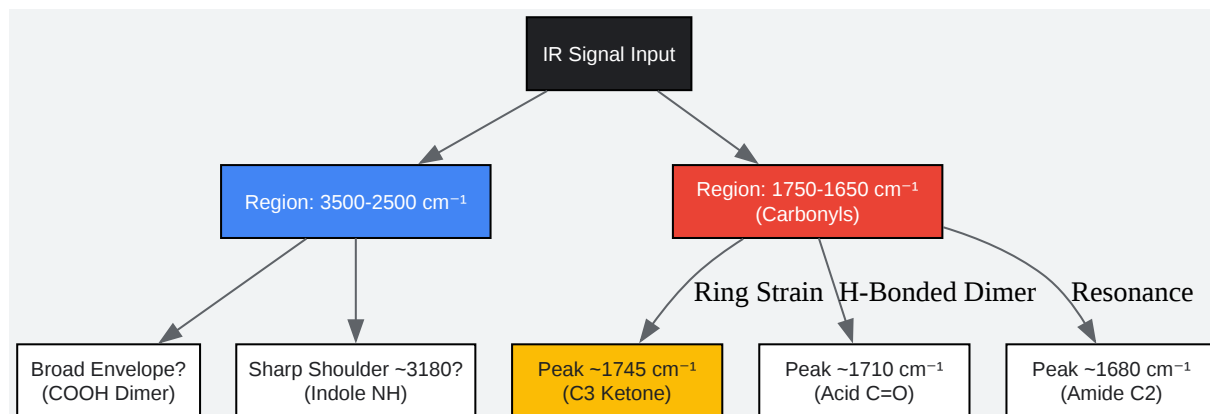 IR Signal Input
Region: 3500-2500 cm⁻¹
Region: 1750-1650 cm⁻¹
(Carbonyls)
Ring Strain
H-Bonded Dimer
Resonance
Broad Envelope?
(COOH Dimer)
Sharp Shoulder ~3180?
(Indole NH)
Peak ~1745 cm⁻¹
(C3 Ketone)
Peak ~1710 cm⁻¹
(Acid C=O)
Peak ~1680 cm⁻¹
(Amide C2)